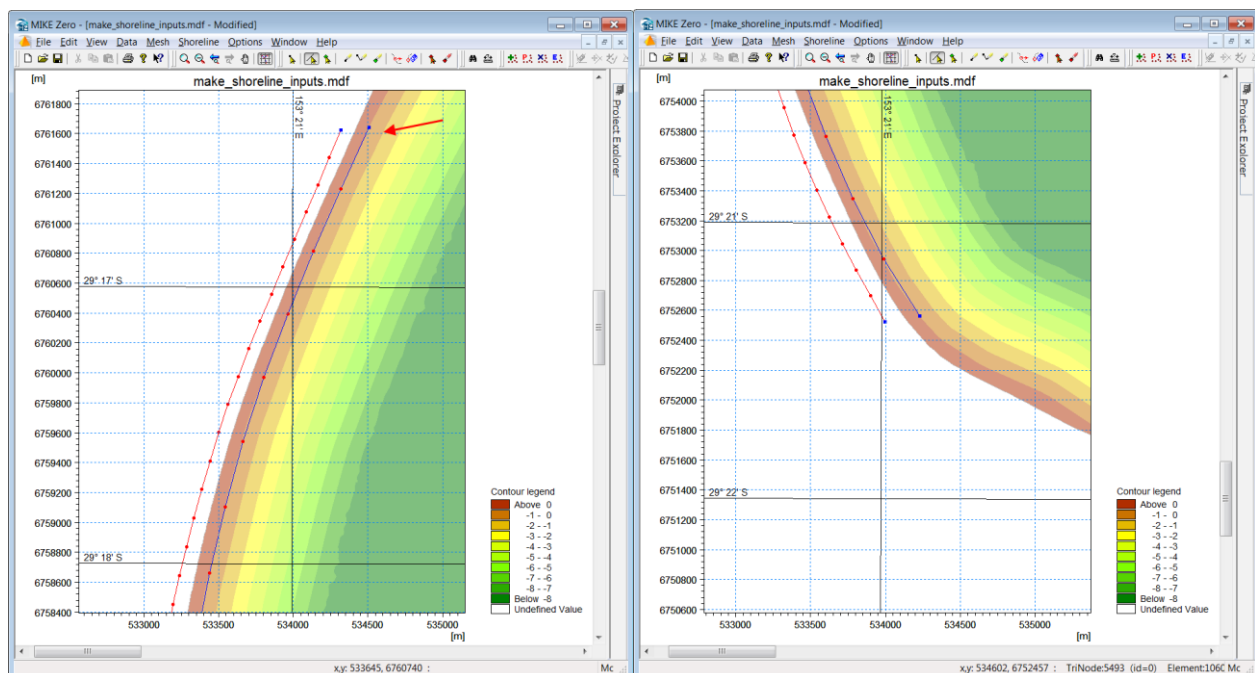 MIKE Zero - [make_shoreline_inputs.mdf - Modified]
File Edit View Data Mesh Shoreline Options Window Help
[m]
make_shoreline_inputs.mdf
6761800
6761600
6761400
6761200
6761000
6760800
6760600
6760400
6760200
6760000
6759800
6759600
6759400
6759200
6759000
6758800
6758600
6758400
153° 21' E
29° 17' S
29° 18' S
533000
533500
534000
534500
535000
[m]
Contour legend
Above 0
-1 - 0
-2 - -1
-3 - -2
-4 - -3
-5 - -4
-6 - -5
-7 - -6
-8 - -7
Below -8
Undefined Value
Project Explorer
x,y: 533645, 6760740 :
Mc
MIKE Zero - [make_shoreline_inputs.mdf - Modified]
File Edit View Data Mesh Shoreline Options Window Help
[m]
make_shoreline_inputs.mdf
6754000
6753800
6753600
6753400
6753200
6753000
6752800
6752600
6752400
6752200
6752000
6751800
6751600
6751400
6751200
6751000
6750800
6750600
153° 21' E
29° 21' S
29° 22' S
533000
533500
534000
534500
535000
[m]
Contour legend
Above 0
-1 - 0
-2 - -1
-3 - -2
-4 - -3
-5 - -4
-6 - -5
-7 - -6
-8 - -7
Below -8
Undefined Value
Project Explorer
x,y: 534602, 6752457 : TriNode:5493 (id=0) Element:1060 Mc